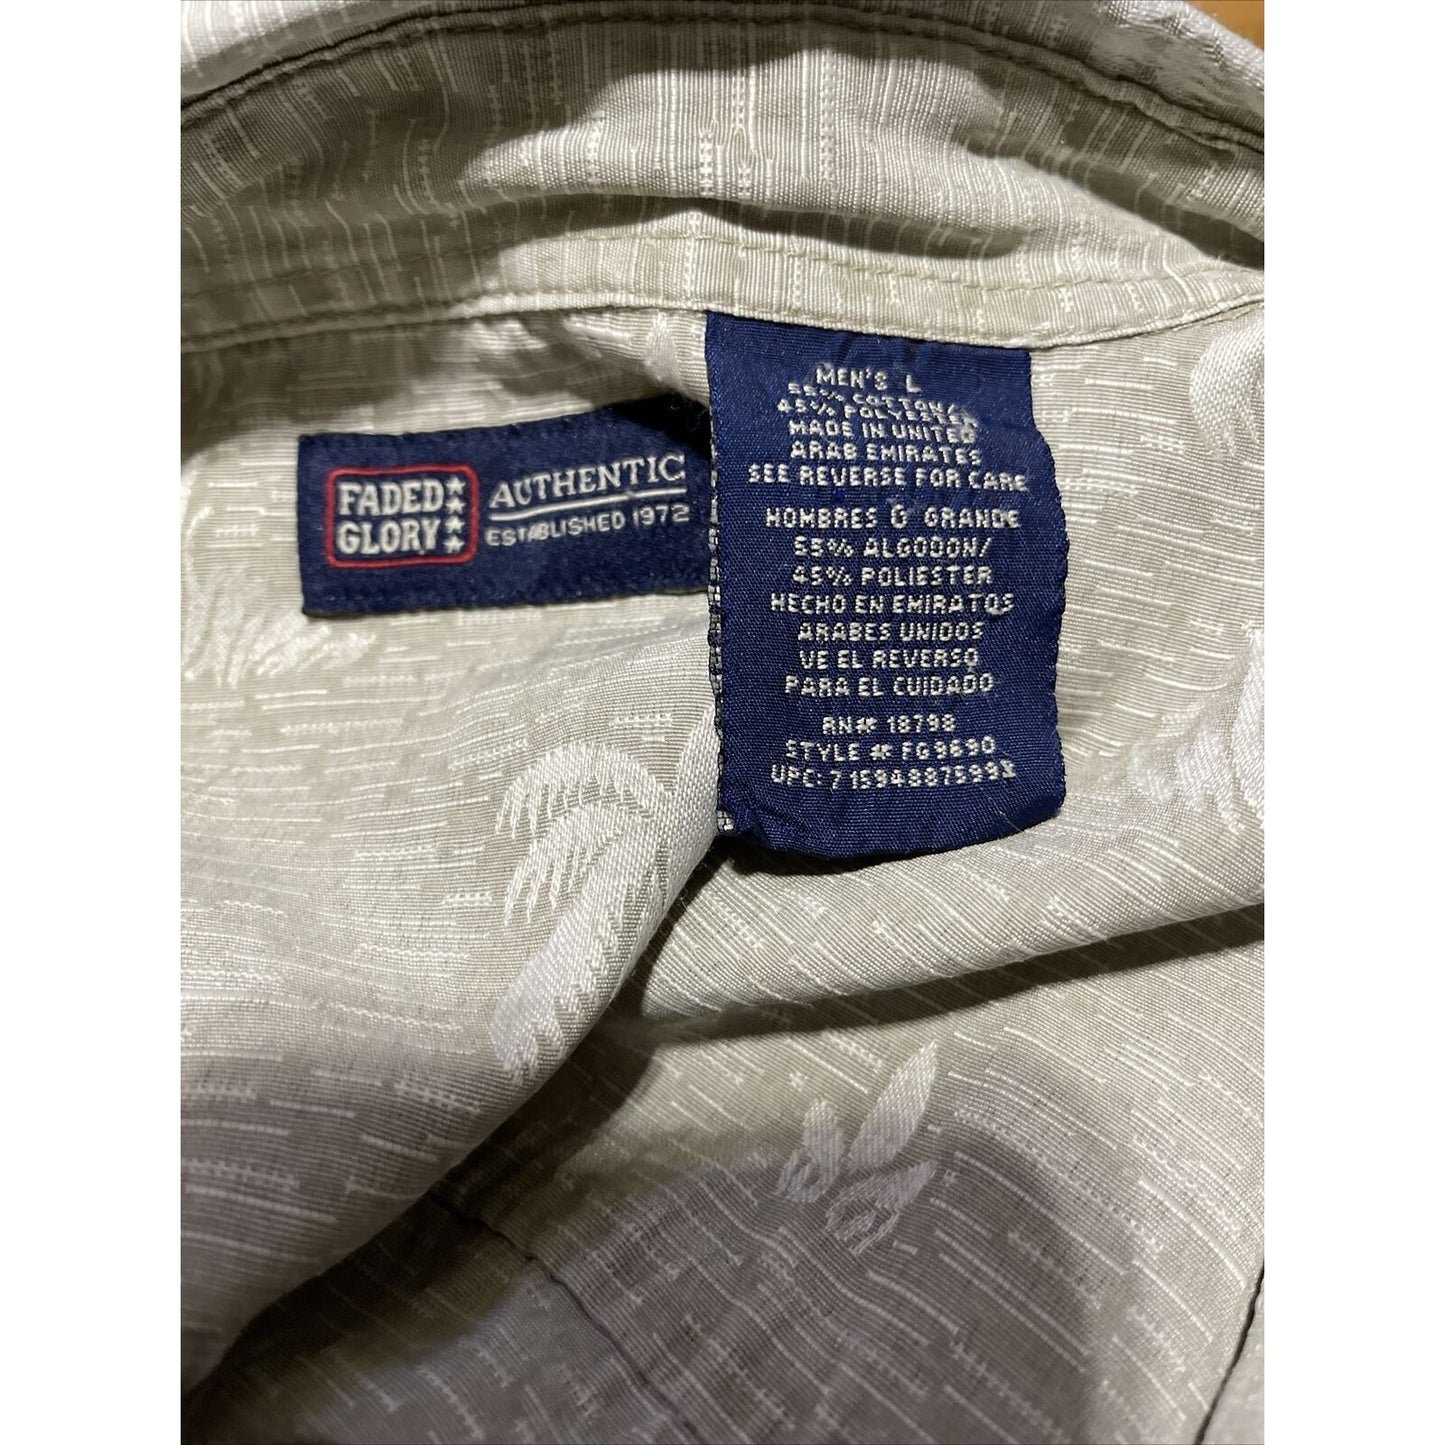 FADED
GLORY
AUTHENTIC
ESTABLISHED 1972
MEN'S L
55% COTTON/
45% POLYESTER
MADE IN UNITED
ARAB EMIRATES
SEE REVERSE FOR CARE
HOMBRES G GRANDE
55% ALGODON/
45% POLIESTER
HECHO EN EMIRATOS
ARABES UNIDOS
VE EL REVERSO
PARA EL CUIDADO
RN# 18798
STYLE # FG9690
UPC: